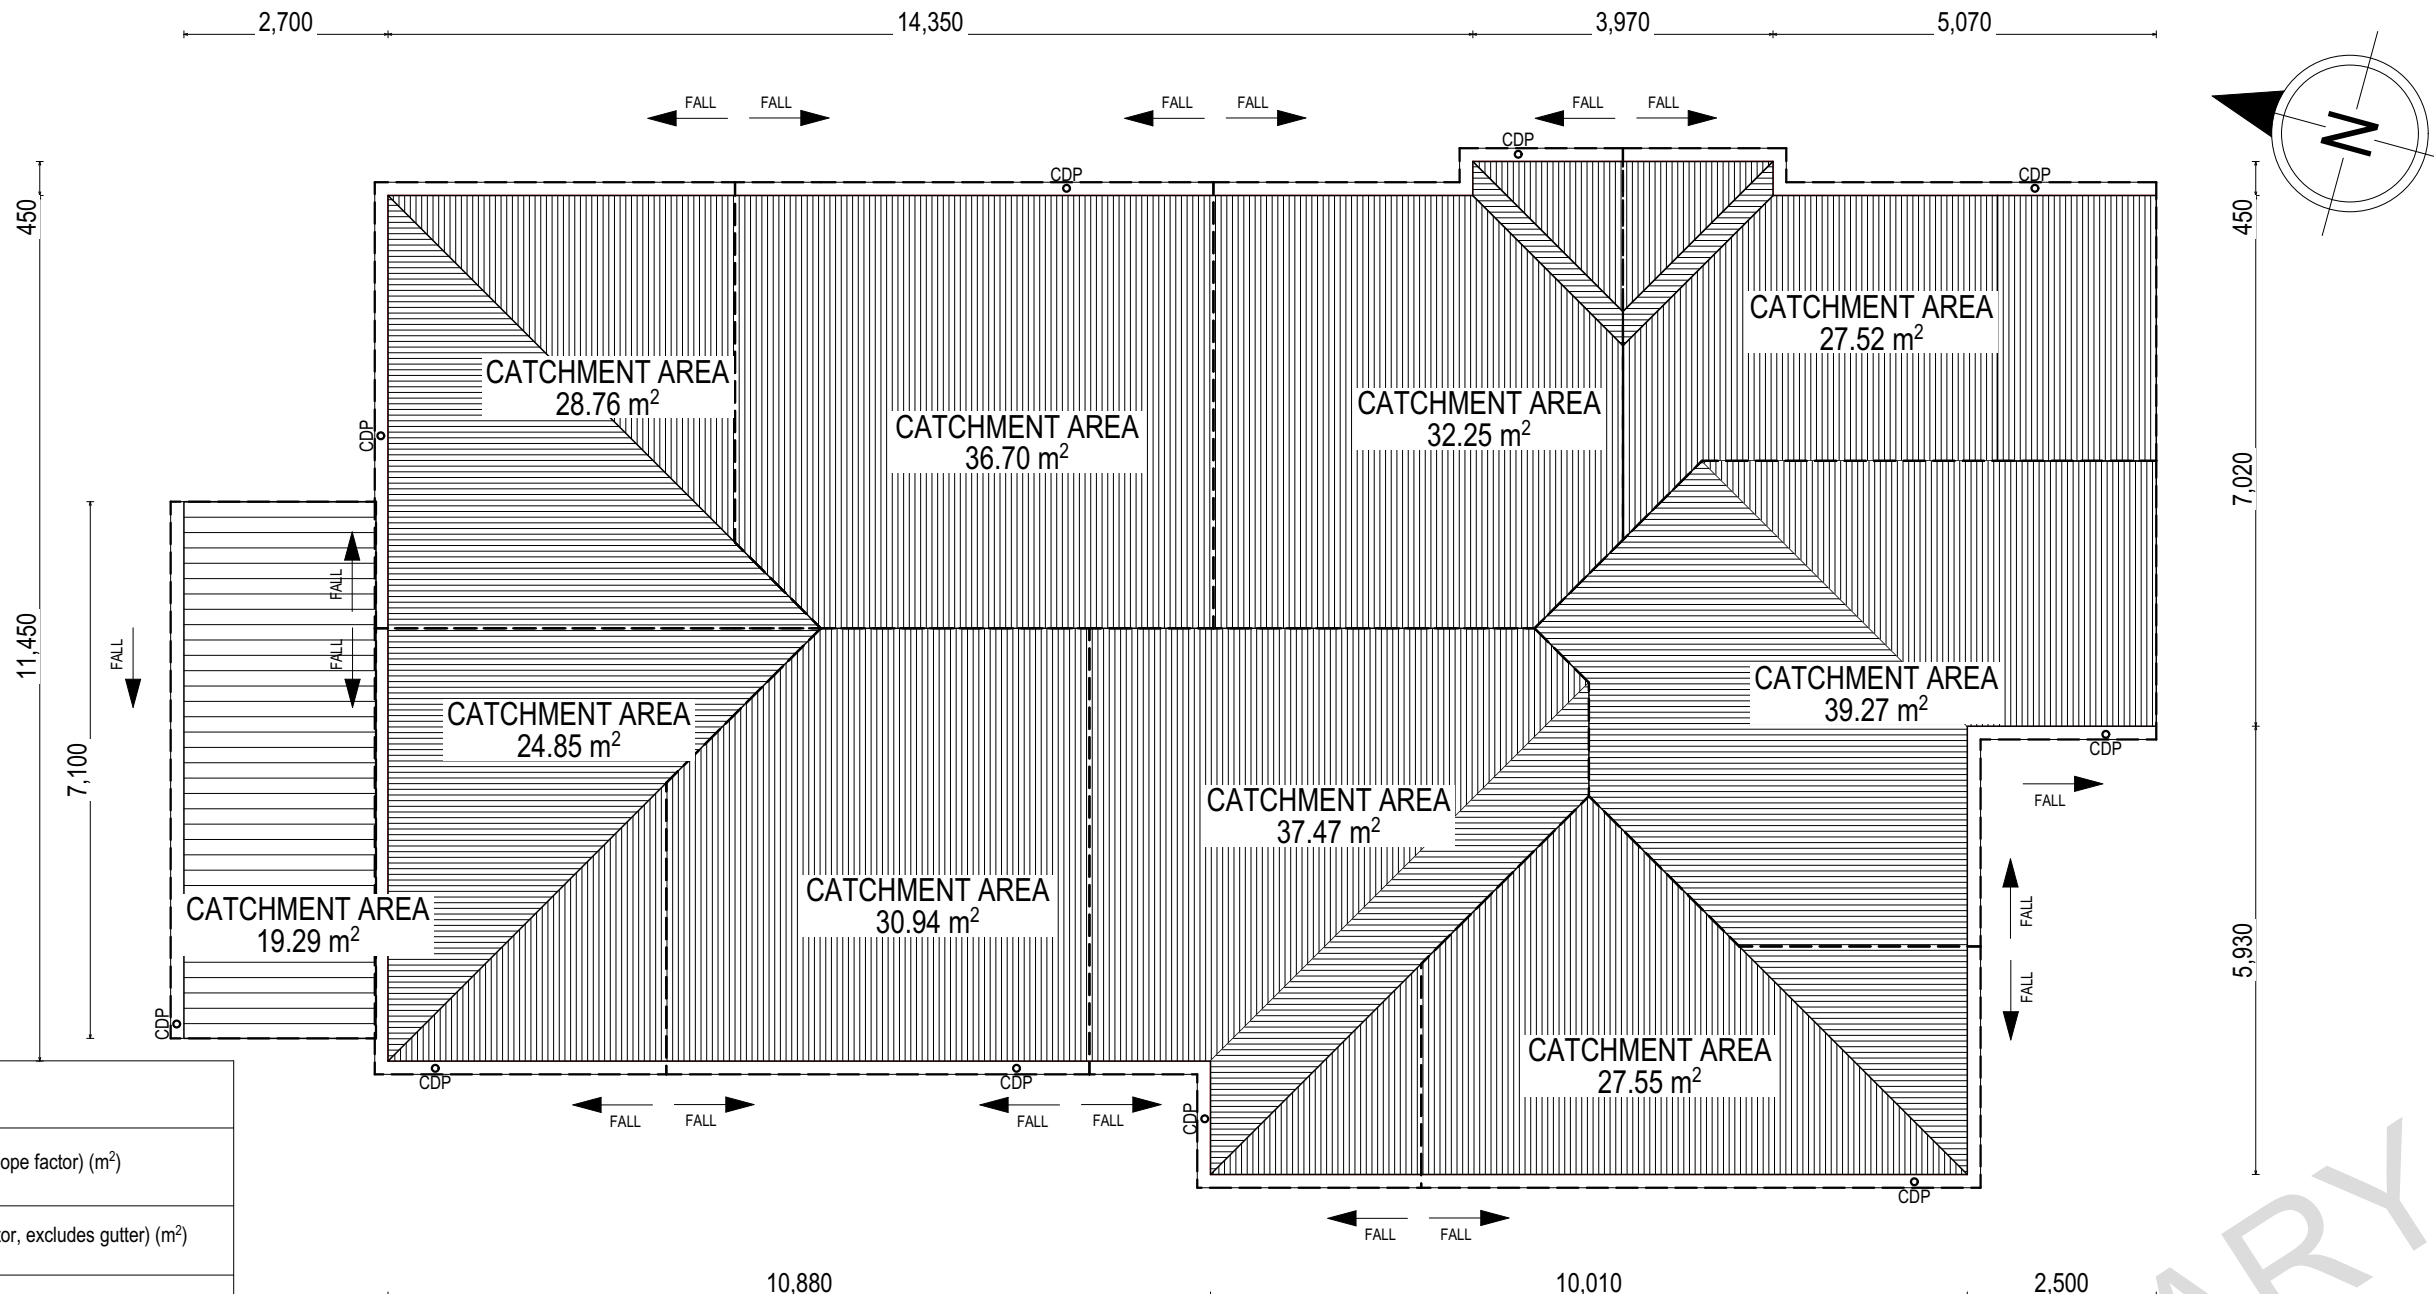 2,700
14,350
3,970
5,070
FALL
FALL
FALL
FALL
FALL
FALL
N
CDP
CDP
CDP
450
450
CATCHMENT AREA
27.52 m²
CATCHMENT AREA
28.76 m²
CATCHMENT AREA
32.25 m²
CATCHMENT AREA
36.70 m²
CDP
7,020
FALL
FALL
FALL
11,450
CATCHMENT AREA
39.27 m²
CATCHMENT AREA
24.85 m²
CDP
7,100
CATCHMENT AREA
37.47 m²
FALL
CATCHMENT AREA
30.94 m²
CATCHMENT AREA
19.29 m²
FALL
5,930
FALL
CDP
CATCHMENT AREA
27.55 m²
CDP
CDP
CDP
FALL
FALL
FALL
FALL
ope factor) (m²)
CDP
FALL
FALL
tor, excludes gutter) (m²)
ARY
10,880
10,010
2,500